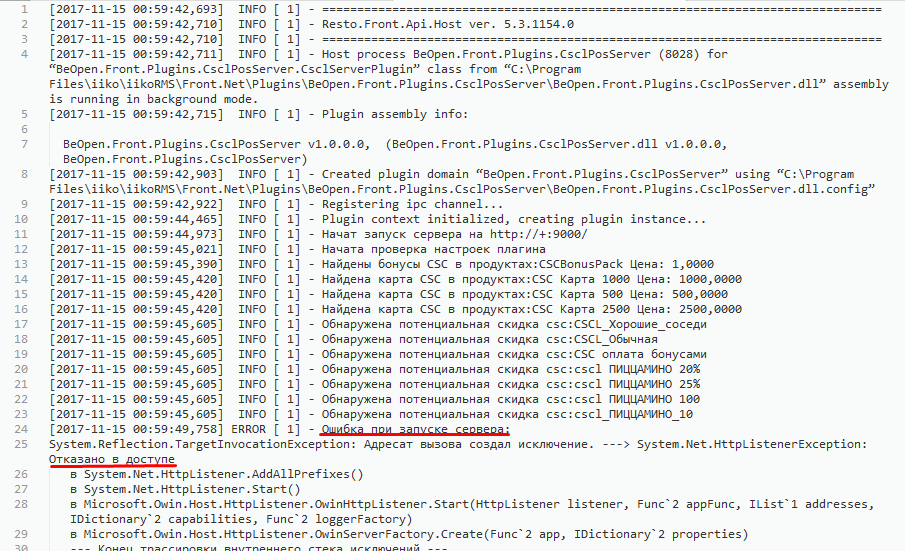 1 [2017-11-15 00:59:42,693]  INFO [ 1] - ================================================================================
2 [2017-11-15 00:59:42,710]  INFO [ 1] - Resto.Front.Api.Host ver. 5.3.1154.0
3 [2017-11-15 00:59:42,710]  INFO [ 1] - ================================================================================
4 [2017-11-15 00:59:42,711]  INFO [ 1] - Host process BeOpen.Front.Plugins.CsclPosServer (8028) for
“BeOpen.Front.Plugins.CsclPosServer.CsclServerPlugin” class from “C:\Program
Files\iiko\iikoRMS\Front.Net\Plugins\BeOpen.Front.Plugins.CsclPosServer\BeOpen.Front.Plugins.CsclPosServer.dll” assembly
is running in background mode.
5 [2017-11-15 00:59:42,715]  INFO [ 1] - Plugin assembly info:
6
7 BeOpen.Front.Plugins.CsclPosServer v1.0.0.0,  (BeOpen.Front.Plugins.CsclPosServer.dll v1.0.0.0,
BeOpen.Front.Plugins.CsclPosServer)
8 [2017-11-15 00:59:42,903]  INFO [ 1] - Created plugin domain “BeOpen.Front.Plugins.CsclPosServer” using “C:\Program
Files\iiko\iikoRMS\Front.Net\Plugins\BeOpen.Front.Plugins.CsclPosServer\BeOpen.Front.Plugins.CsclPosServer.dll.config”
9 [2017-11-15 00:59:42,922]  INFO [ 1] - Registering ipc channel...
10 [2017-11-15 00:59:44,465]  INFO [ 1] - Plugin context initialized, creating plugin instance...
11 [2017-11-15 00:59:44,973]  INFO [ 1] - Начат запуск сервера на http://+:9000/
12 [2017-11-15 00:59:45,021]  INFO [ 1] - Начата проверка настроек плагина
13 [2017-11-15 00:59:45,390]  INFO [ 1] - Найдены бонусы CSC в продуктах:CSCBonusPack Цена: 1,0000
14 [2017-11-15 00:59:45,420]  INFO [ 1] - Найдена карта CSC в продуктах:CSC Карта 1000 Цена: 1000,0000
15 [2017-11-15 00:59:45,420]  INFO [ 1] - Найдена карта CSC в продуктах:CSC Карта 500 Цена: 500,0000
16 [2017-11-15 00:59:45,420]  INFO [ 1] - Найдена карта CSC в продуктах:CSC Карта 2500 Цена: 2500,0000
17 [2017-11-15 00:59:45,605]  INFO [ 1] - Обнаружена потенциальная скидка csc:CSCL_Хорошие_соседи
18 [2017-11-15 00:59:45,605]  INFO [ 1] - Обнаружена потенциальная скидка csc:CSCL_Обычная
19 [2017-11-15 00:59:45,605]  INFO [ 1] - Обнаружена потенциальная скидка csc:CSC оплата бонусами
20 [2017-11-15 00:59:45,605]  INFO [ 1] - Обнаружена потенциальная скидка csc:cscl ПИЦЦАМИНО 20%
21 [2017-11-15 00:59:45,605]  INFO [ 1] - Обнаружена потенциальная скидка csc:cscl ПИЦЦАМИНО 25%
22 [2017-11-15 00:59:45,605]  INFO [ 1] - Обнаружена потенциальная скидка csc:cscl ПИЦЦАМИНО 100
23 [2017-11-15 00:59:45,605]  INFO [ 1] - Обнаружена потенциальная скидка csc:cscl_ПИЦЦАМИНО_10
24 [2017-11-15 00:59:49,758] ERROR [ 1] - Ошибка при запуске сервера:
25 System.Reflection.TargetInvocationException: Адресат вызова создал исключение. ---> System.Net.HttpListenerException:
Отказано в доступе
26 в System.Net.HttpListener.AddAllPrefixes()
27 в System.Net.HttpListener.Start()
28 в Microsoft.Owin.Host.HttpListener.OwinHttpListener.Start(HttpListener listener, Func`2 appFunc, IList`1 addresses,
IDictionary`2 capabilities, Func`2 loggerFactory)
29 в Microsoft.Owin.Host.HttpListener.OwinServerFactory.Create(Func`2 app, IDictionary`2 properties)
30 --- Конец трассировки внутреннего стека исключений ---